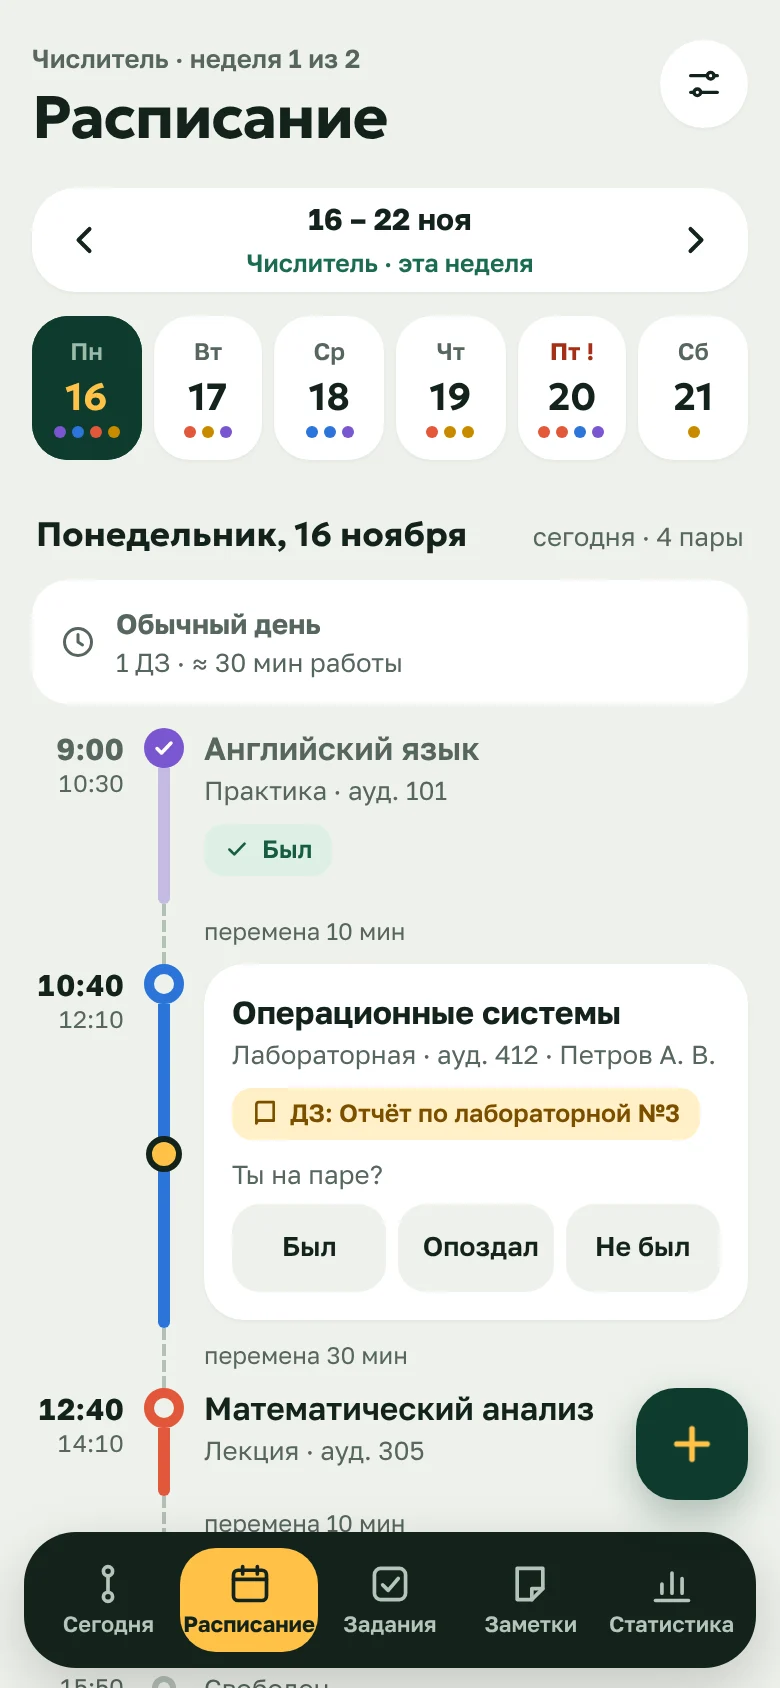 Числитель · неделя 1 из 2
Расписание
16 – 22 ноя
Числитель · эта неделя
Пн Вт Ср Чт Пт ! Сб
16 17 18 19 20 21
Понедельник, 16 ноября сегодня · 4 пары
Обычный день
1 ДЗ · ≈ 30 мин работы
9:00 Английский язык
10:30 Практика · ауд. 101
Был
перемена 10 мин
10:40 Операционные системы
12:10 Лабораторная · ауд. 412 · Петров А. В.
ДЗ: Отчёт по лабораторной №3
Ты на паре?
Был Опоздал Не был
перемена 30 мин
12:40 Математический анализ
14:10 Лекция · ауд. 305
перемена 10 мин
Сегодня Расписание Задания Заметки Статистика